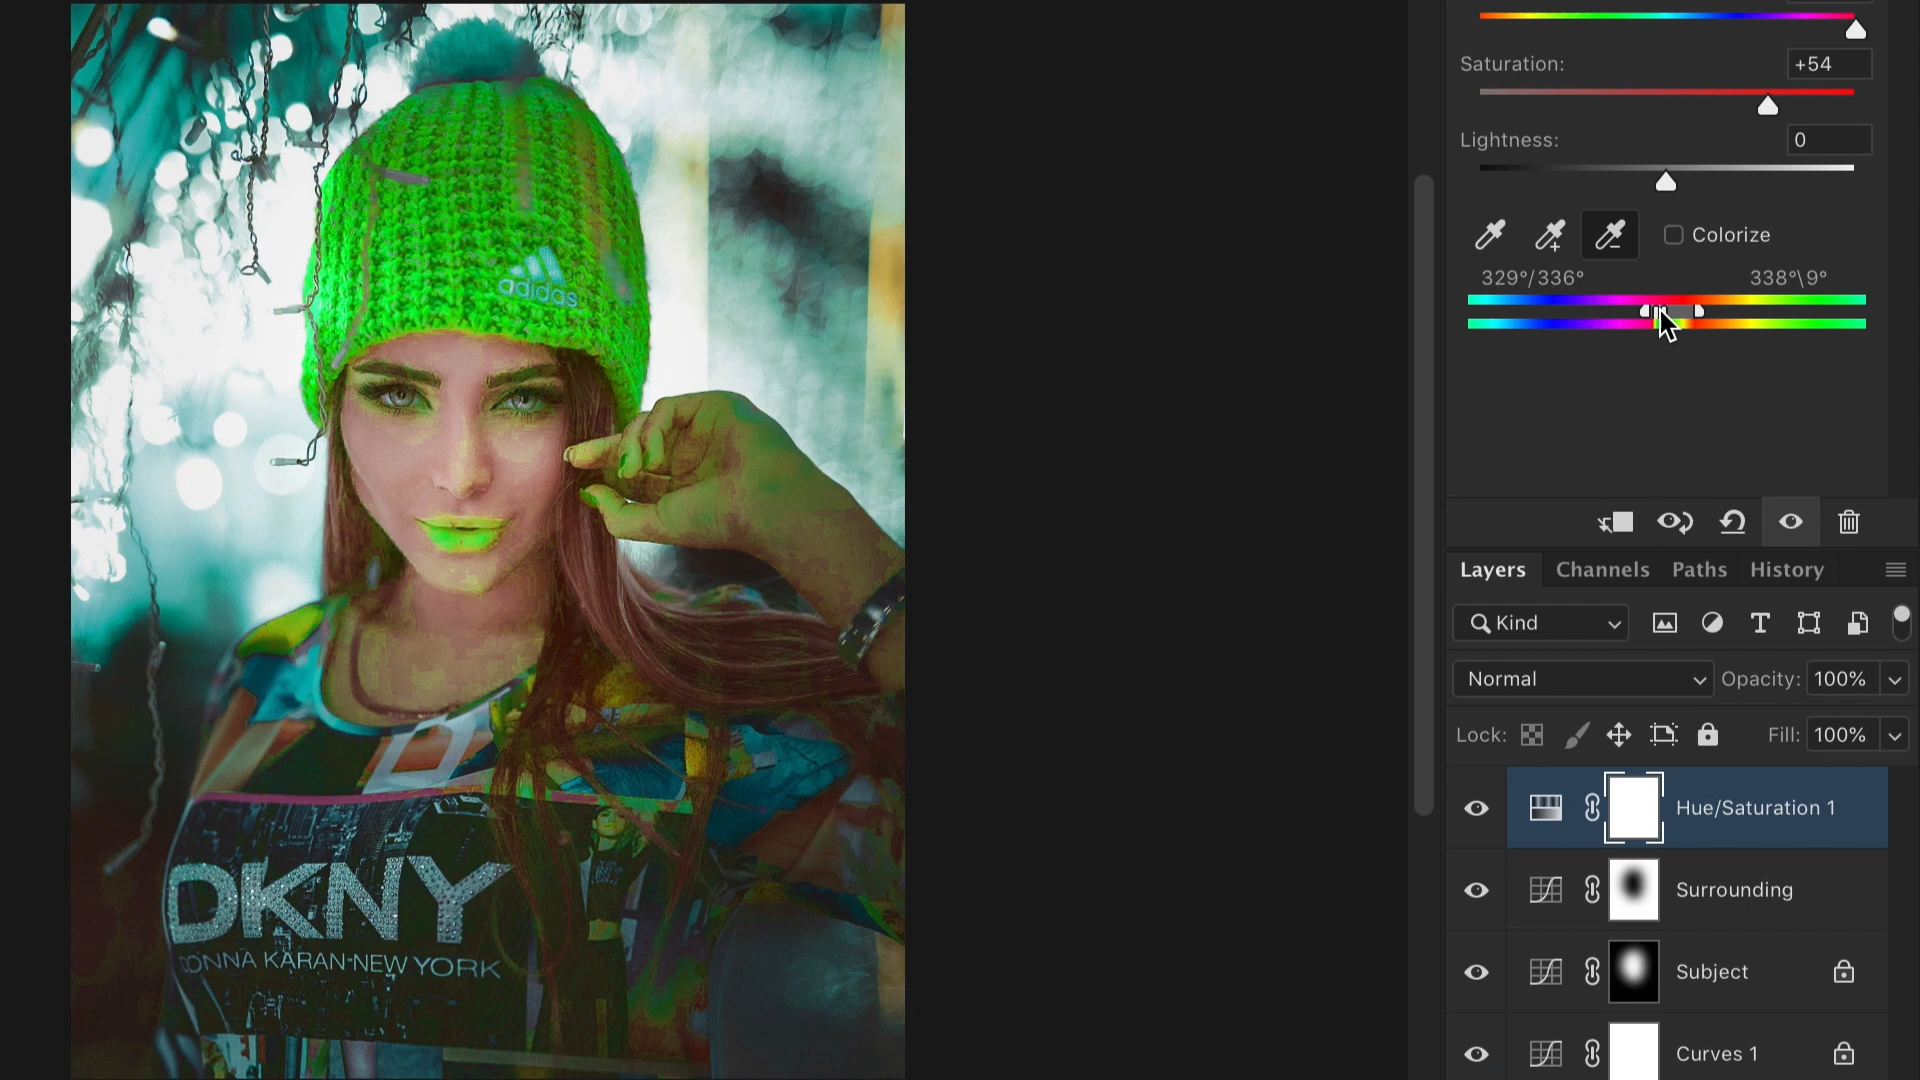 Saturation:
+54
Lightness:
0
Colorize
329°/336°
338°\9°
Layers
Channels
Paths
History
Kind
Normal
Opacity:
100%
Lock:
Fill:
100%
Hue/Saturation 1
Surrounding
Subject
Curves 1
adidas
DKNY
DONNA KARAN NEW YORK